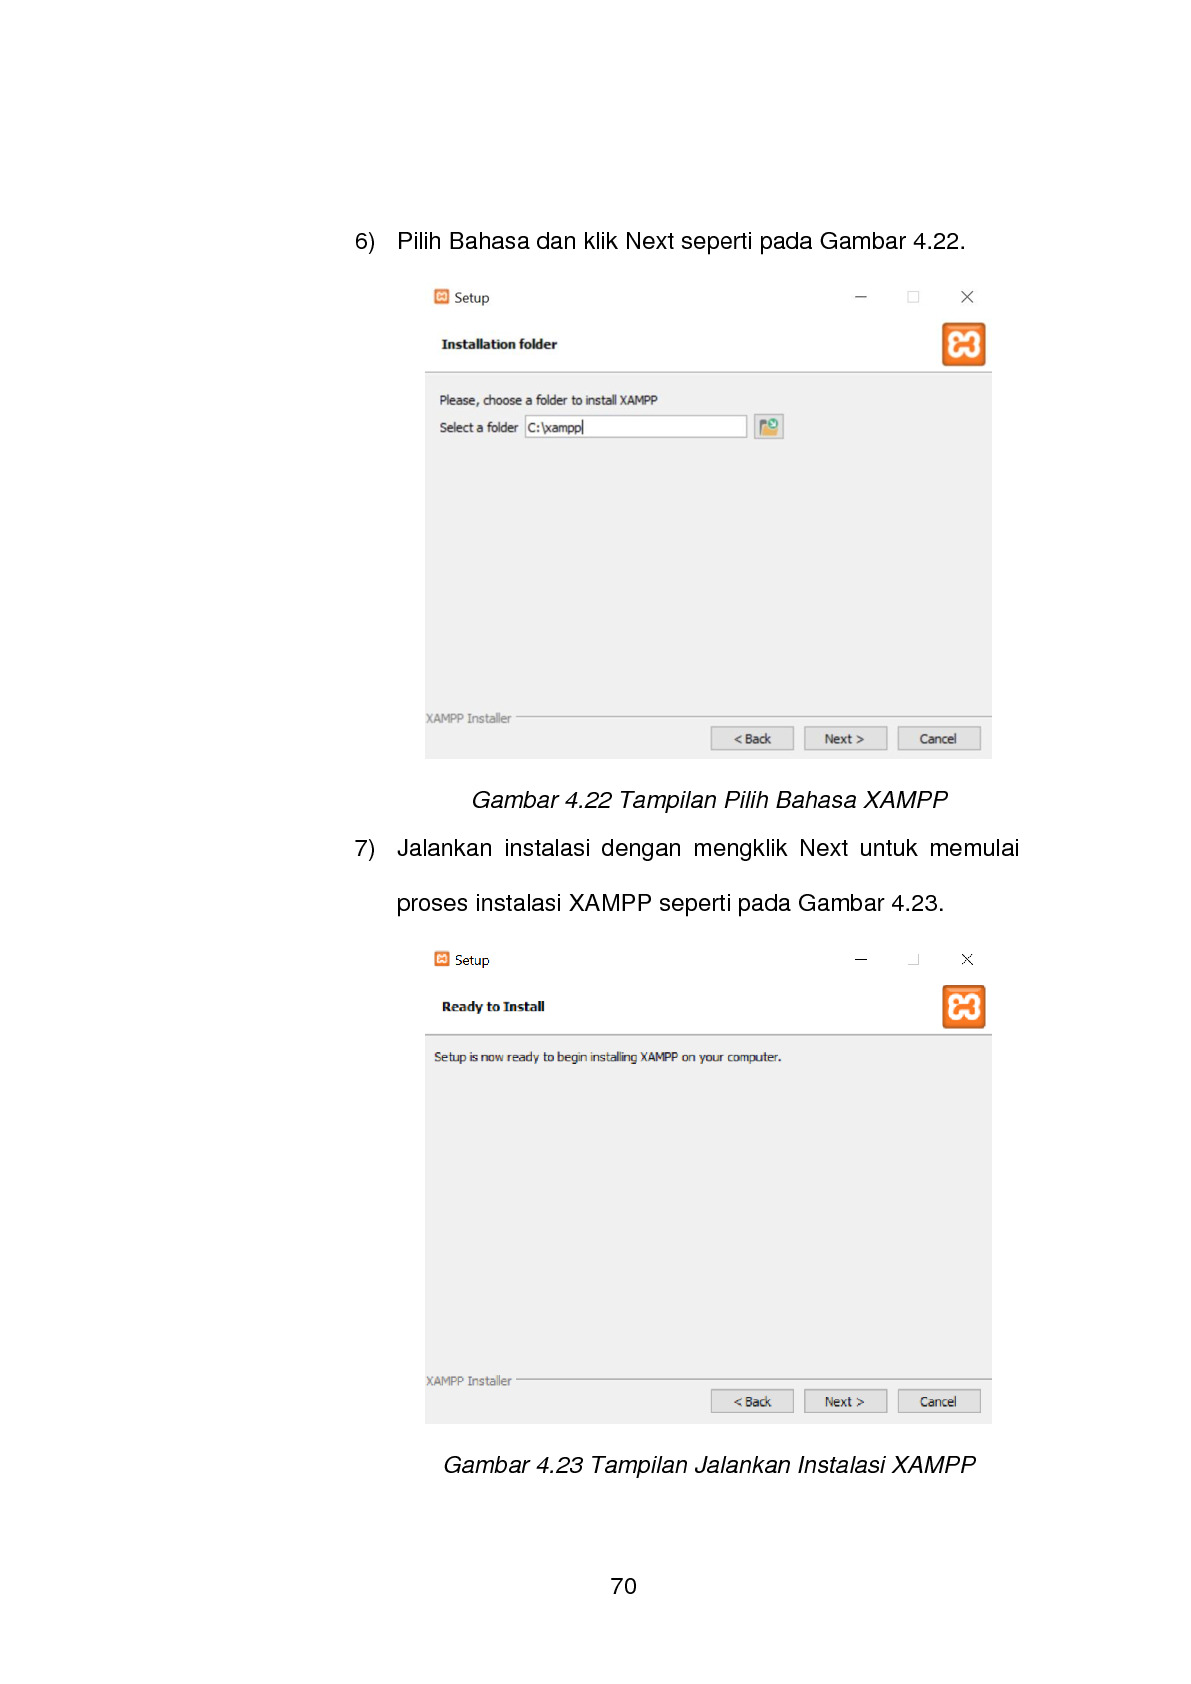 6) Pilih Bahasa dan klik Next seperti pada Gambar 4.22.
Setup
Installation folder
Please, choose a folder to install XAMPP
Select a folder C:\xampp
XAMPP Installer
< Back Next > Cancel
Gambar 4.22 Tampilan Pilih Bahasa XAMPP
7) Jalankan instalasi dengan mengklik Next untuk memulai
proses instalasi XAMPP seperti pada Gambar 4.23.
Setup
Ready to Install
Setup is now ready to begin installing XAMPP on your computer.
XAMPP Installer
< Back Next > Cancel
Gambar 4.23 Tampilan Jalankan Instalasi XAMPP
70